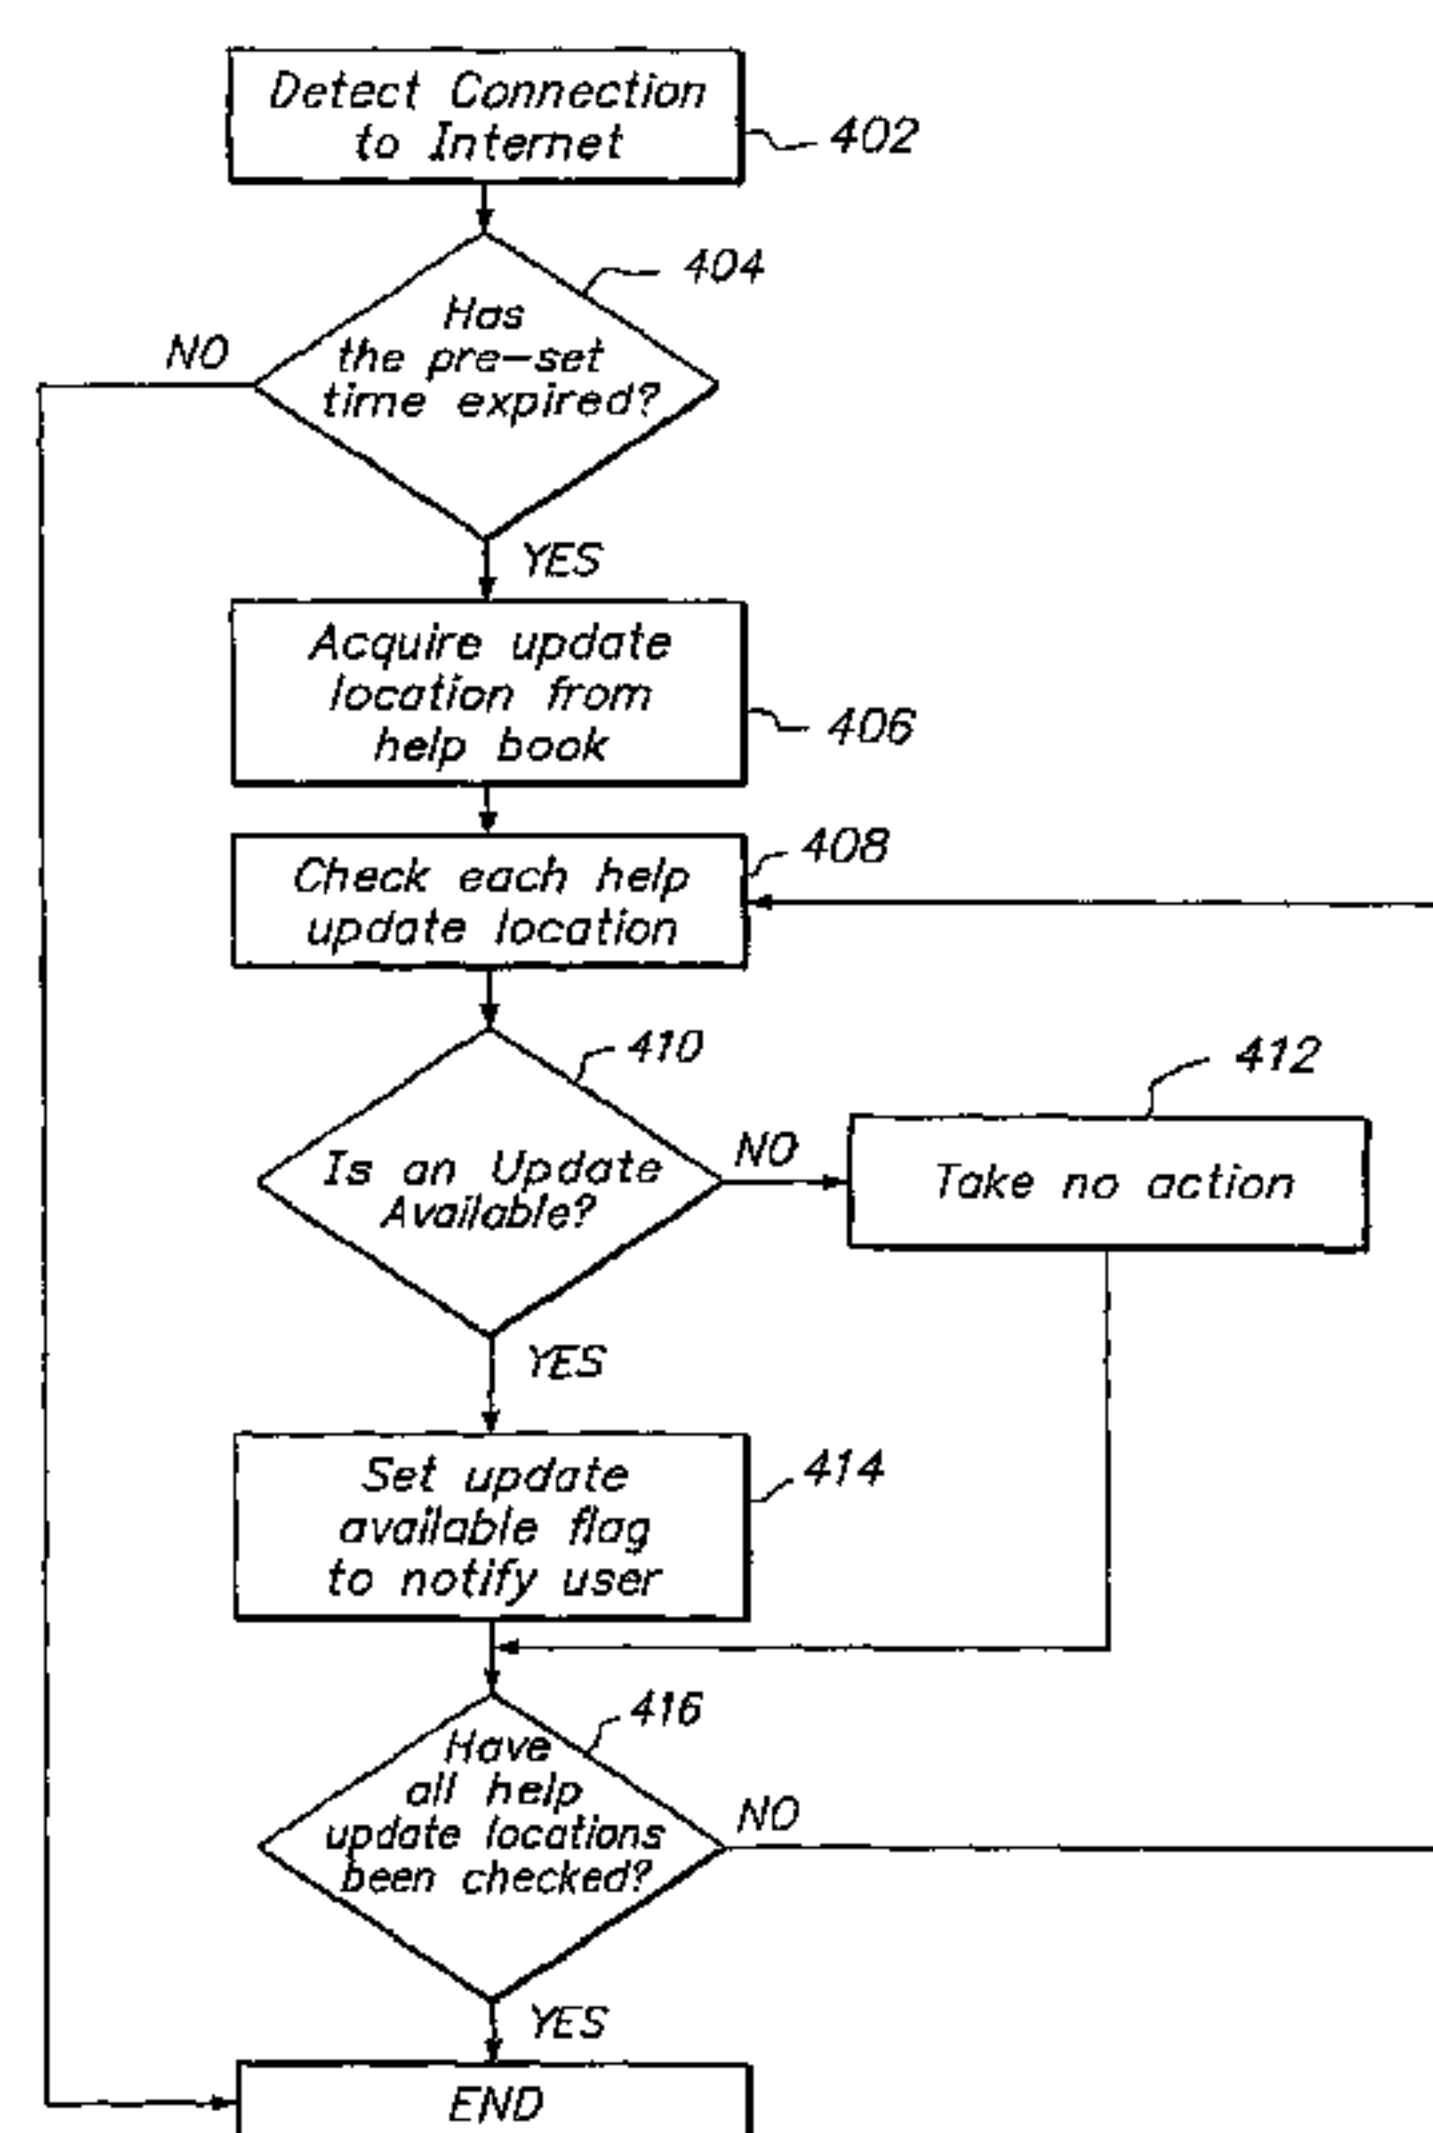 Detect Connection
to Internet
402
404
Has
the pre-set
time expired?
NO
YES
Acquire update
location from
help book
406
408
Check each help
update location
410
412
Is an Update
Available?
NO
Take no action
YES
Set update
available flag
to notify user
414
416
Have
all help
update locations
been checked?
NO
YES
END